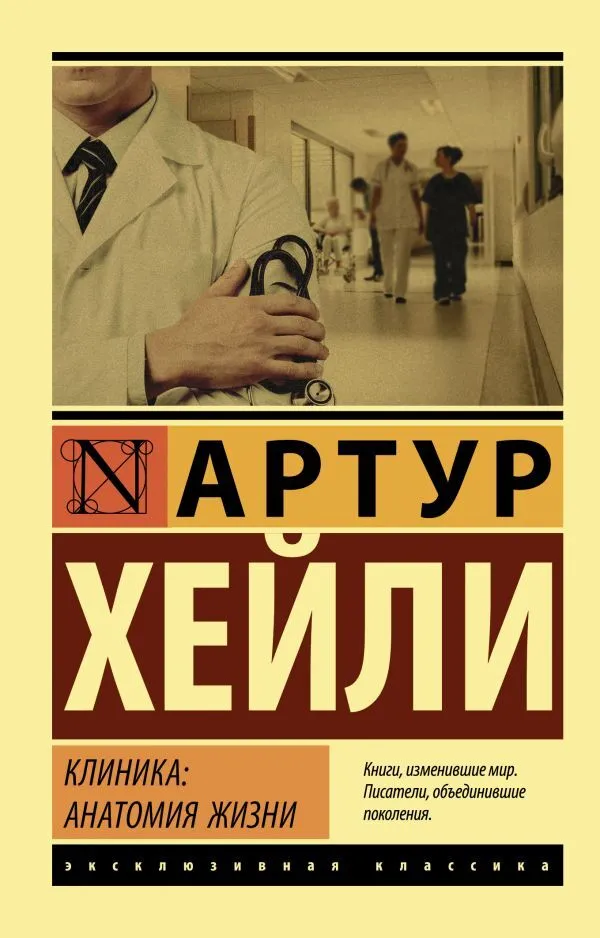 N АРТУР
ХЕЙЛИ
КЛИНИКА:
АНАТОМИЯ ЖИЗНИ
Книги, изменившие мир.
Писатели, объединившие
поколения.
эксклюзивная классика